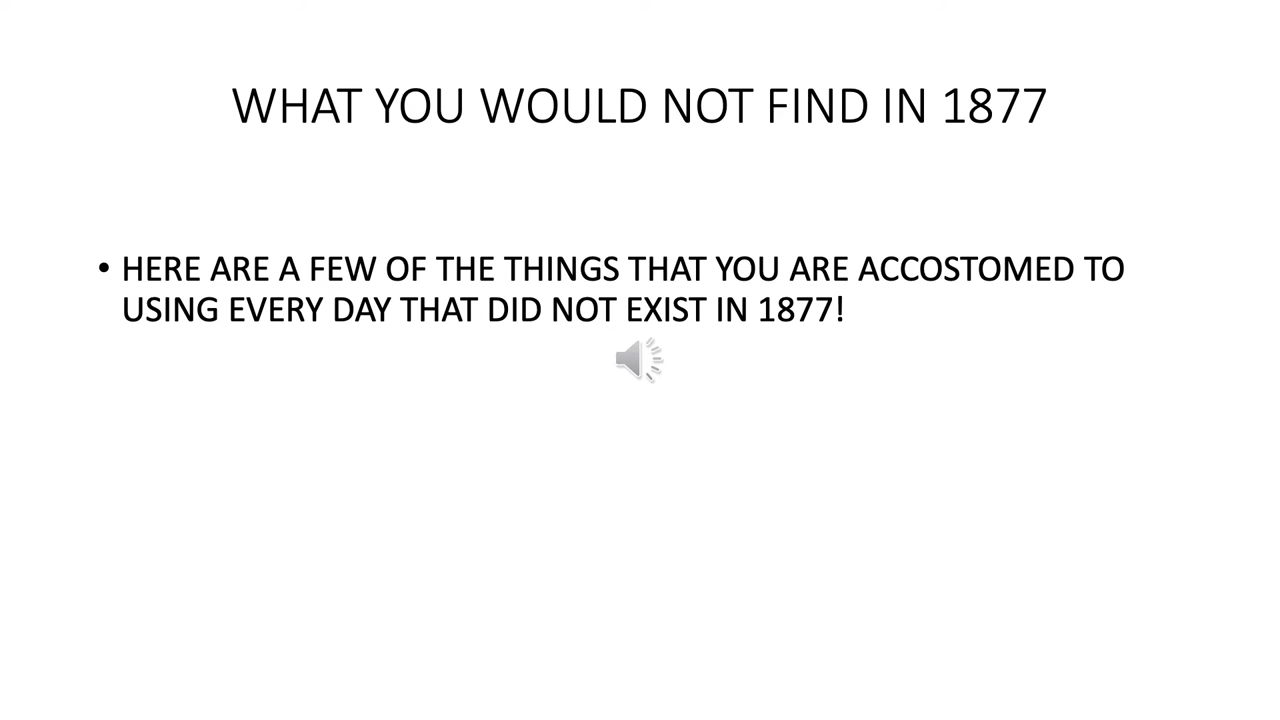 WHAT YOU WOULD NOT FIND IN 1877
• HERE ARE A FEW OF THE THINGS THAT YOU ARE ACCOSTOMED TO
USING EVERY DAY THAT DID NOT EXIST IN 1877!